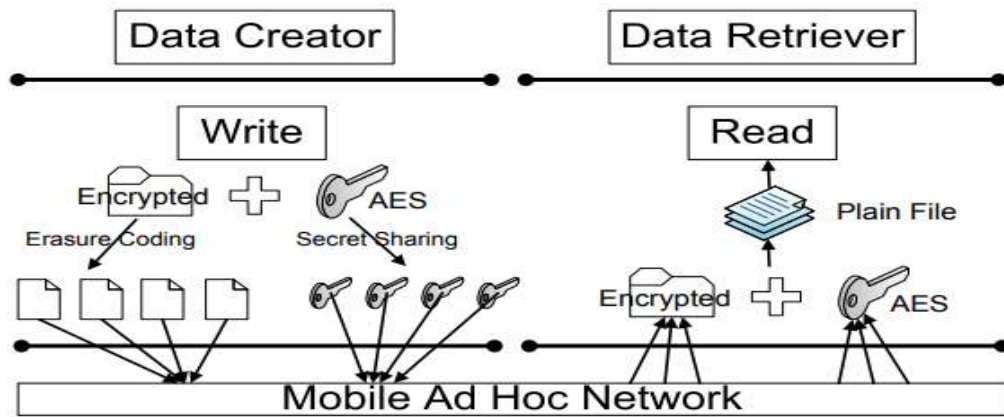 Data Creator
Data Retriever
Write
Read
Encrypted
AES
Plain File
Erasure Coding
Secret Sharing
Encrypted
AES
Mobile Ad Hoc Network